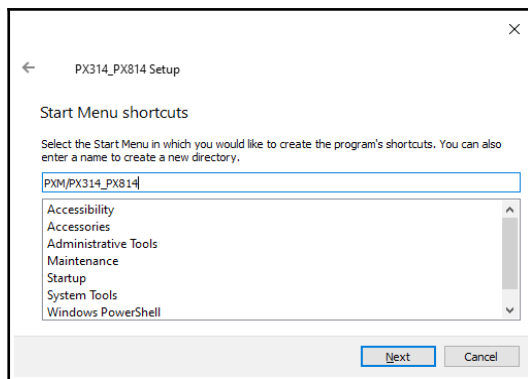 PX314_PX814 Setup
Start Menu shortcuts
Select the Start Menu in which you would like to create the program's shortcuts. You can also
enter a name to create a new directory.
PXM/PX314_PX814
Accessibility
Accessories
Administrative Tools
Maintenance
Startup
System Tools
Windows PowerShell
Next Cancel